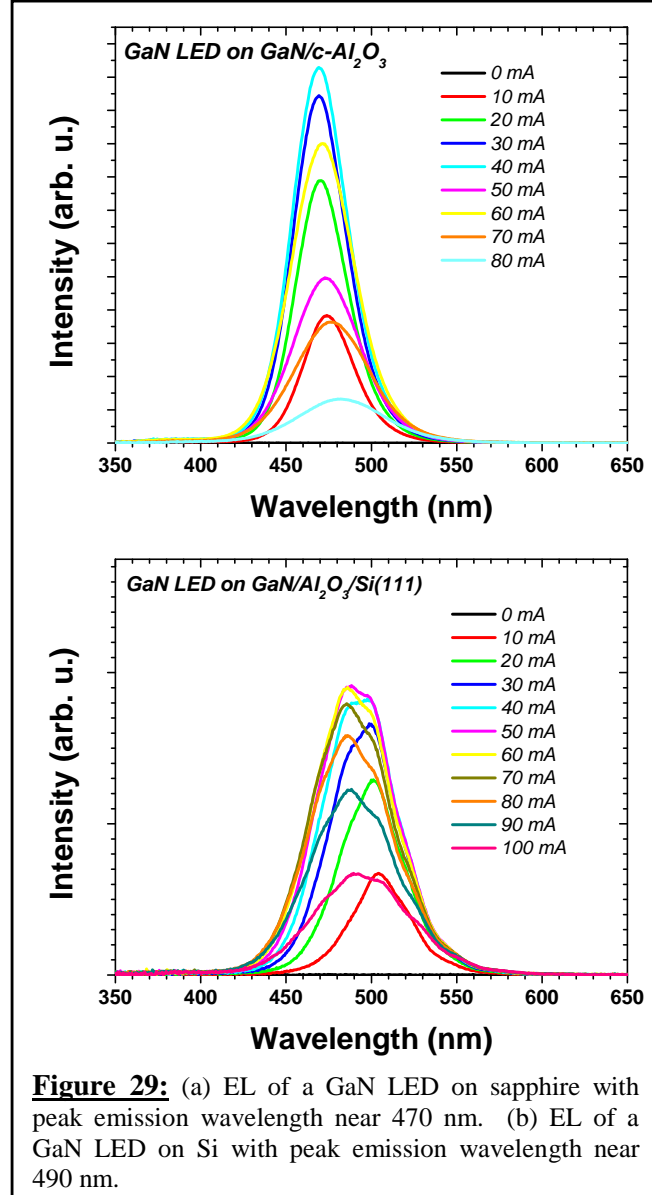 GaN LED on GaN/c-Al₂O₃
0 mA
10 mA
20 mA
30 mA
40 mA
50 mA
60 mA
70 mA
80 mA
Intensity (arb. u.)
350 400 450 500 550 600 650
Wavelength (nm)
GaN LED on GaN/Al₂O₃/Si(111)
0 mA
10 mA
20 mA
30 mA
40 mA
50 mA
60 mA
70 mA
80 mA
90 mA
100 mA
Intensity (arb. u.)
350 400 450 500 550 600 650
Wavelength (nm)
Figure 29: (a) EL of a GaN LED on sapphire with
peak emission wavelength near 470 nm. (b) EL of a
GaN LED on Si with peak emission wavelength near
490 nm.